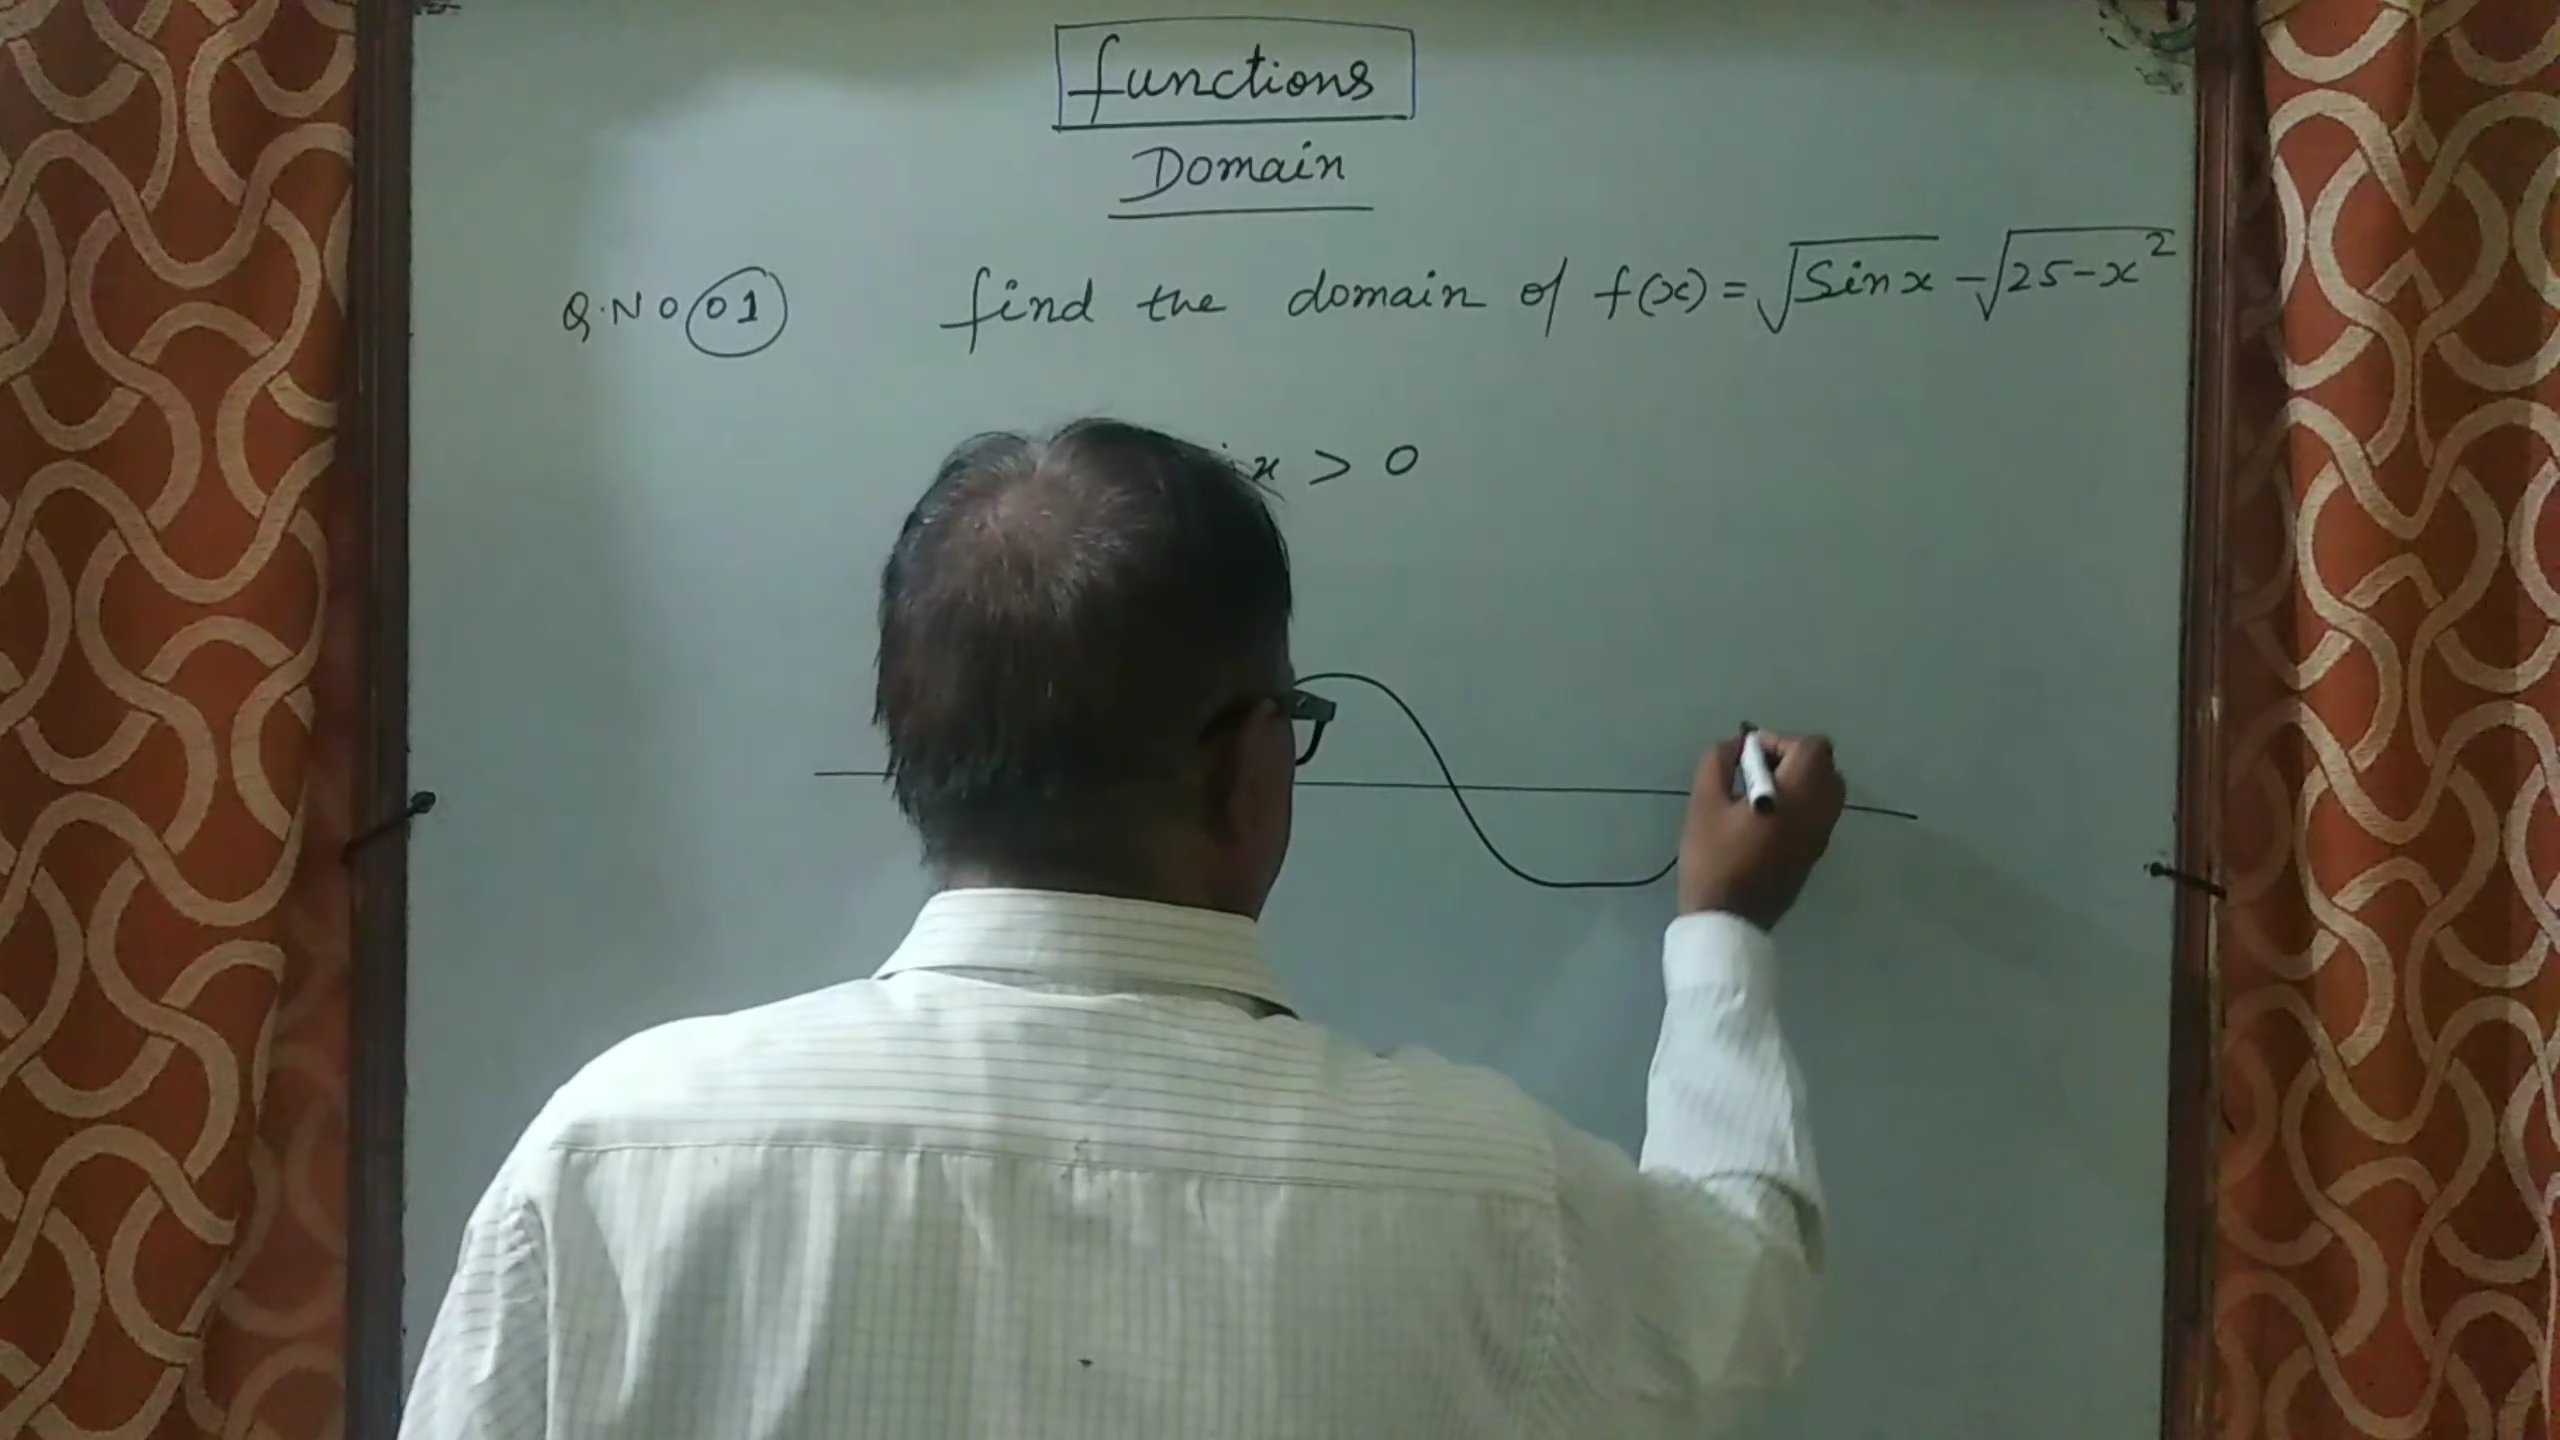 functions
Domain
Q.NO 01 find the domain of f(x) = √Sin x - √25-x²
x > 0